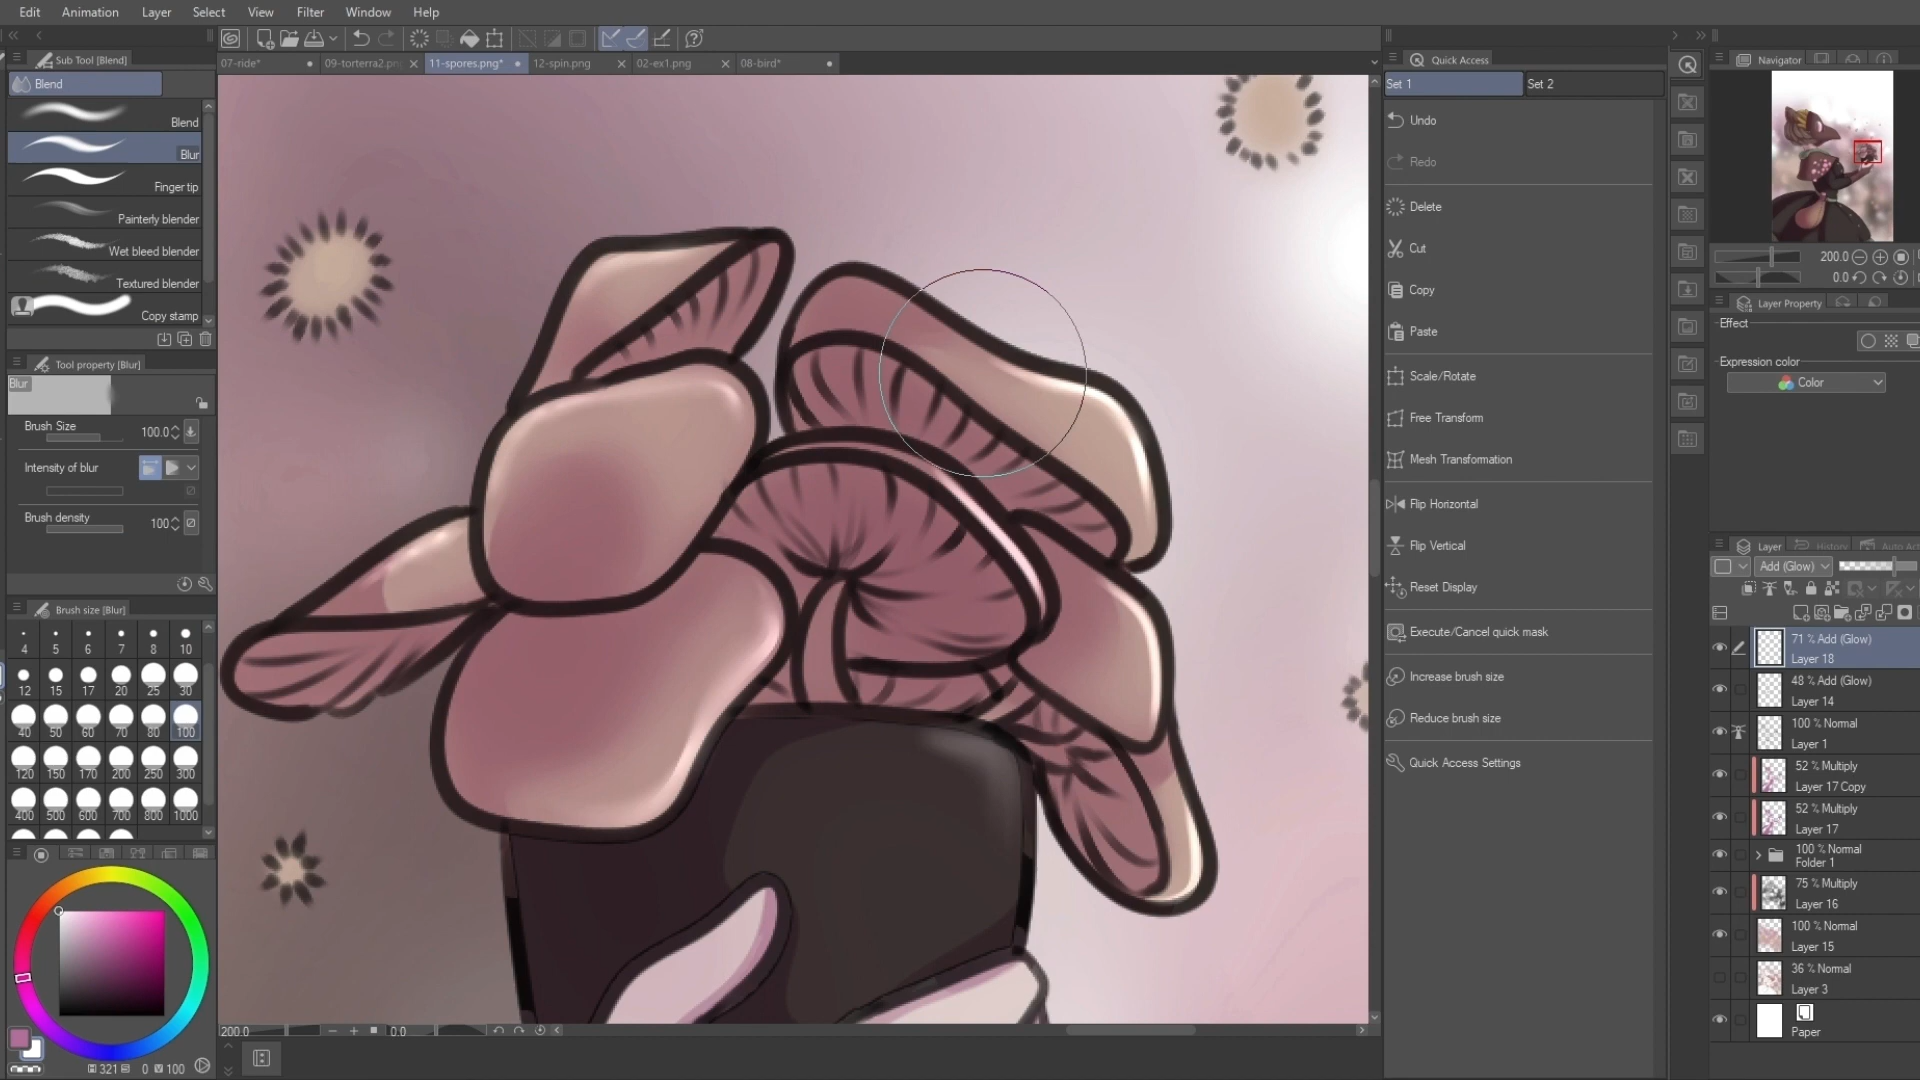 Edit Animation Layer Select View Filter Window Help
Sub Tool [Blend]
Blend
Blend
Blur
Finger tip
Painterly blender
Wet bleed blender
Textured blender
Copy stamp
Tool property [Blur]
Blur
Brush Size 100.0
Intensity of blur
Brush density 100
Brush size [Blur]
4 5 6 7 8 10
12 15 17 20 25 30
40 50 60 70 80 100
120 150 170 200 250 300
400 500 600 700 800 1000
321 0 100
07-ride* 09-torterra2.pn 11-spores.png* 12-spin.png 02-ex1.png 08-bird*
200.0 0.0
Quick Access
Set 1 Set 2
Undo
Redo
Delete
Cut
Copy
Paste
Scale/Rotate
Free Transform
Mesh Transformation
Flip Horizontal
Flip Vertical
Reset Display
Execute/Cancel quick mask
Increase brush size
Reduce brush size
Quick Access Settings
Navigator
200.0
0.0
Layer Property
Effect
Expression color
Color
Layer History Auto Act
Add (Glow)
71 % Add (Glow)
Layer 18
48 % Add (Glow)
Layer 14
100 % Normal
Layer 1
52 % Multiply
Layer 17 Copy
52 % Multiply
Layer 17
100 % Normal
Folder 1
75 % Multiply
Layer 16
100 % Normal
Layer 15
36 % Normal
Layer 3
Paper